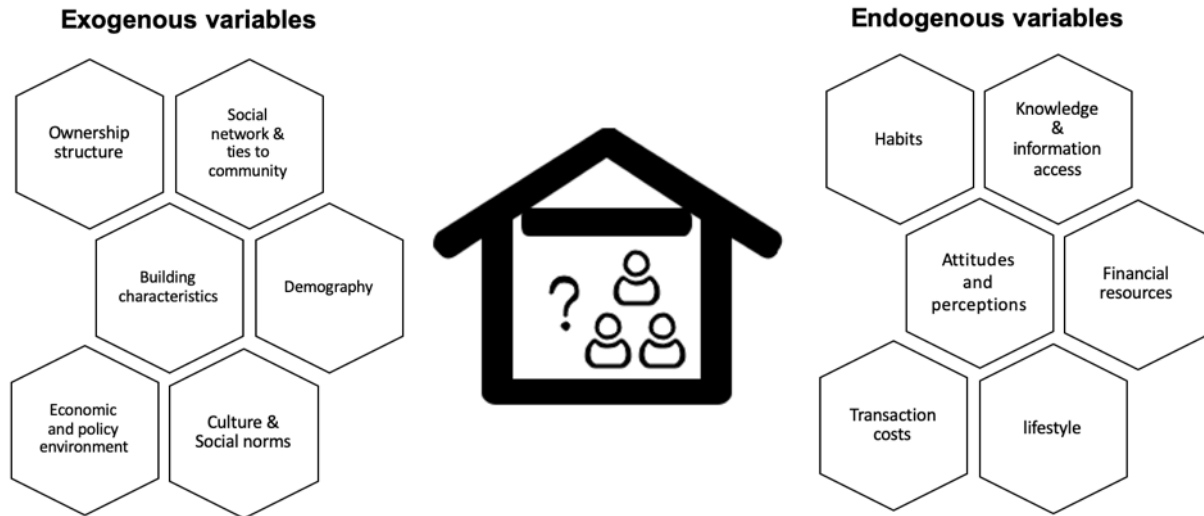 Exogenous variables
Ownership
structure
Social
network &
ties to
community
Building
characteristics
Demography
Economic
and policy
environment
Culture &
Social norms
?
Endogenous variables
Habits
Knowledge
&
information
access
Attitudes
and
perceptions
Financial
resources
Transaction
costs
lifestyle